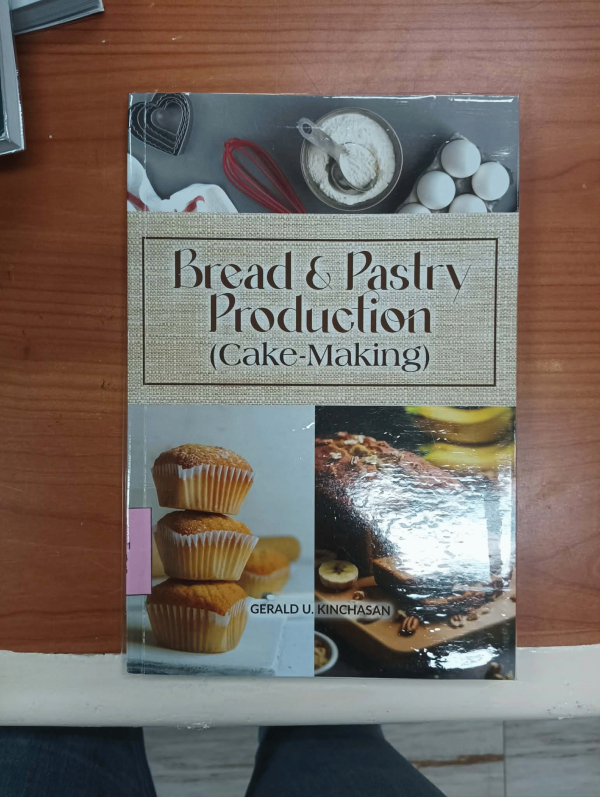 Bread & Pastry
Production
(Cake-Making)
GERALD U. KINCHASAN